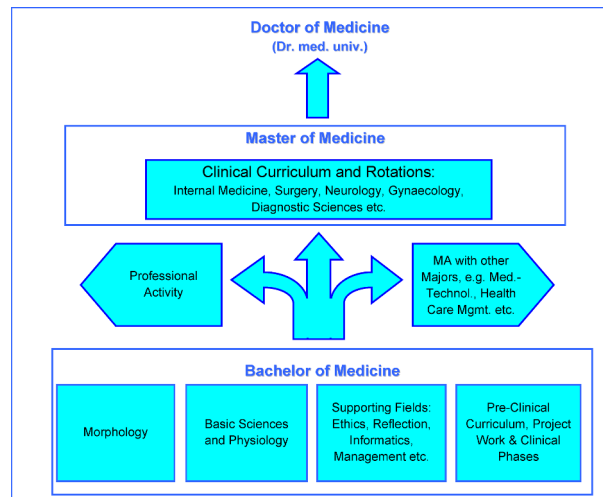 Doctor of Medicine
(Dr. med. univ.)
Master of Medicine
Clinical Curriculum and Rotations:
Internal Medicine, Surgery, Neurology, Gynaecology,
Diagnostic Sciences etc.
Professional
Activity
MA with other
Majors, e.g. Med.-
Technol., Health
Care Mgmt. etc.
Bachelor of Medicine
Morphology
Basic Sciences
and Physiology
Supporting Fields:
Ethics, Reflection,
Informatics,
Management etc.
Pre-Clinical
Curriculum, Project
Work & Clinical
Phases